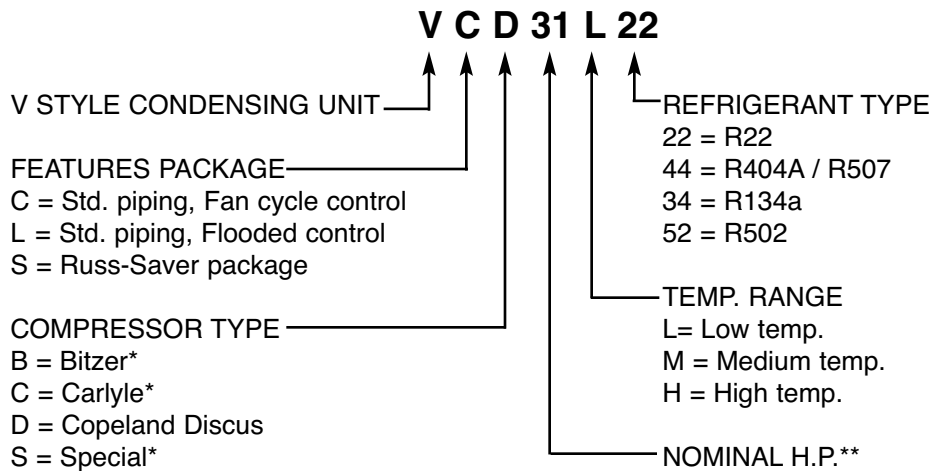 V C D 31 L 22
V STYLE CONDENSING UNIT
FEATURES PACKAGE
C = Std. piping, Fan cycle control
L = Std. piping, Flooded control
S = Russ-Saver package
COMPRESSOR TYPE
B = Bitzer*
C = Carlyle*
D = Copeland Discus
S = Special*
REFRIGERANT TYPE
22 = R22
44 = R404A / R507
34 = R134a
52 = R502
TEMP. RANGE
L= Low temp.
M = Medium temp.
H = High temp.
NOMINAL H.P.**